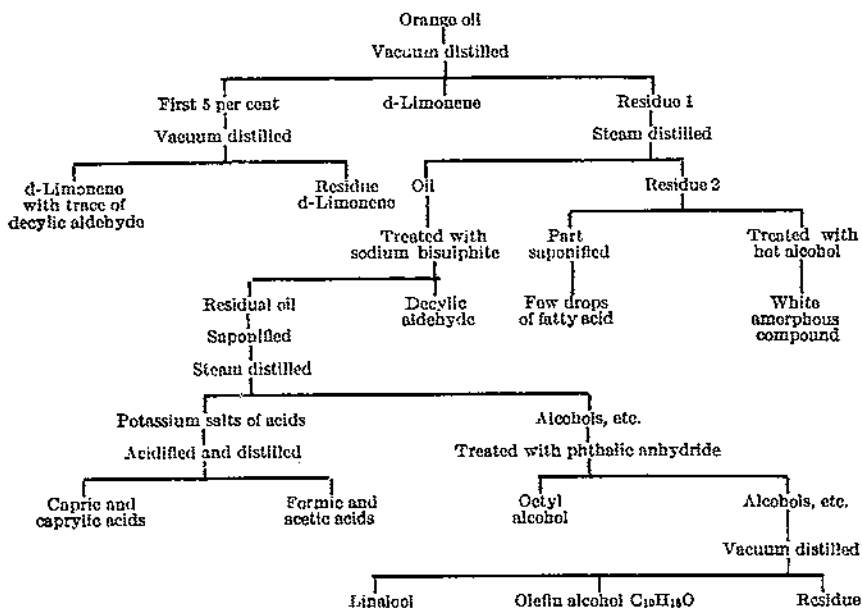 Orange oil
Vacuum distilled
First 5 per cent
d-Limonene
Residue 1
Vacuum distilled
Steam distilled
d-Limonene
with trace of
decylic aldehyde
Residue
d-Limonene
Oil
Residue 2
Treated with
sodium bisulphite
Part
saponified
Treated with
hot alcohol
Residual oil
Decylic
aldehyde
Few drops
of fatty acid
White
amorphous
compound
Saponified
Steam distilled
Potassium salts of acids
Alcohols, etc.
Acidified and distilled
Treated with phthalic anhydride
Capric and
caprylic acids
Formic and
acetic acids
Octyl
alcohol
Alcohols, etc.
Vacuum distilled
Linalool
Olefin alcohol C₁₀H₁₈O
Residue